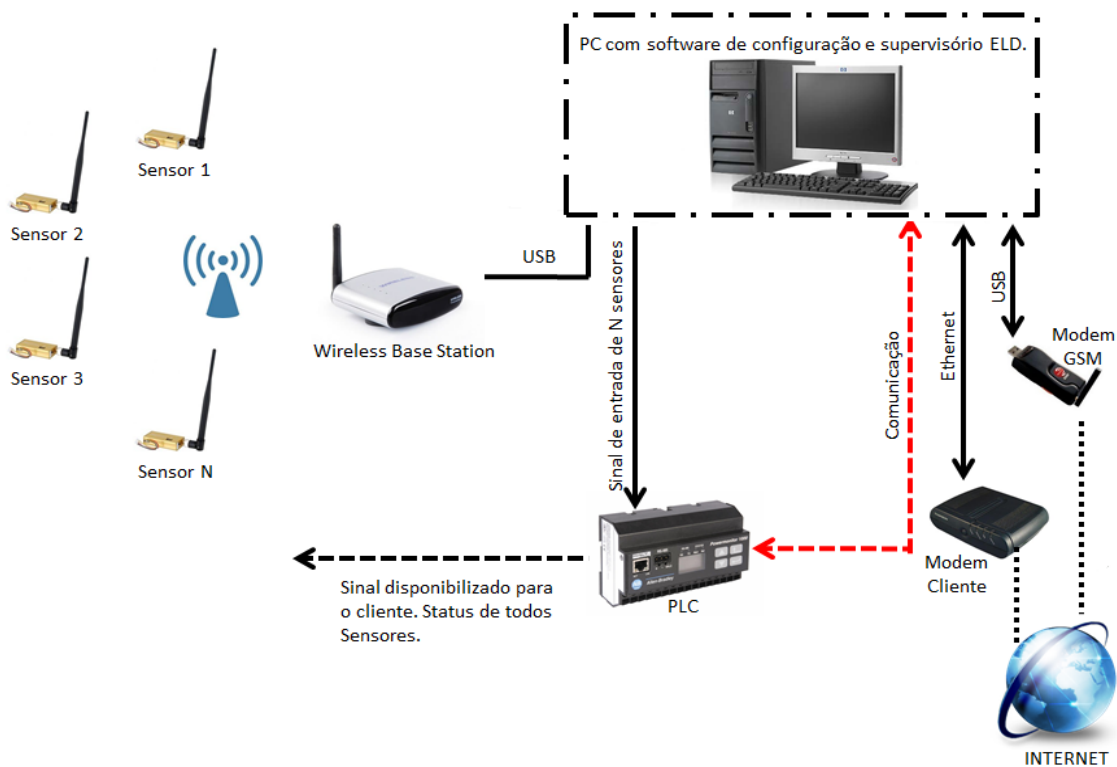 PC com software de configuração e supervisório ELD.
Sensor 1
Sensor 2
Sensor 3
Sensor N
Wireless Base Station
USB
Sinal de entrada de N sensores
Comunicação
Ethernet
USB
Modem
GSM
Modem
Cliente
PLC
Sinal disponibilizado para
o cliente. Status de todos
Sensores.
INTERNET